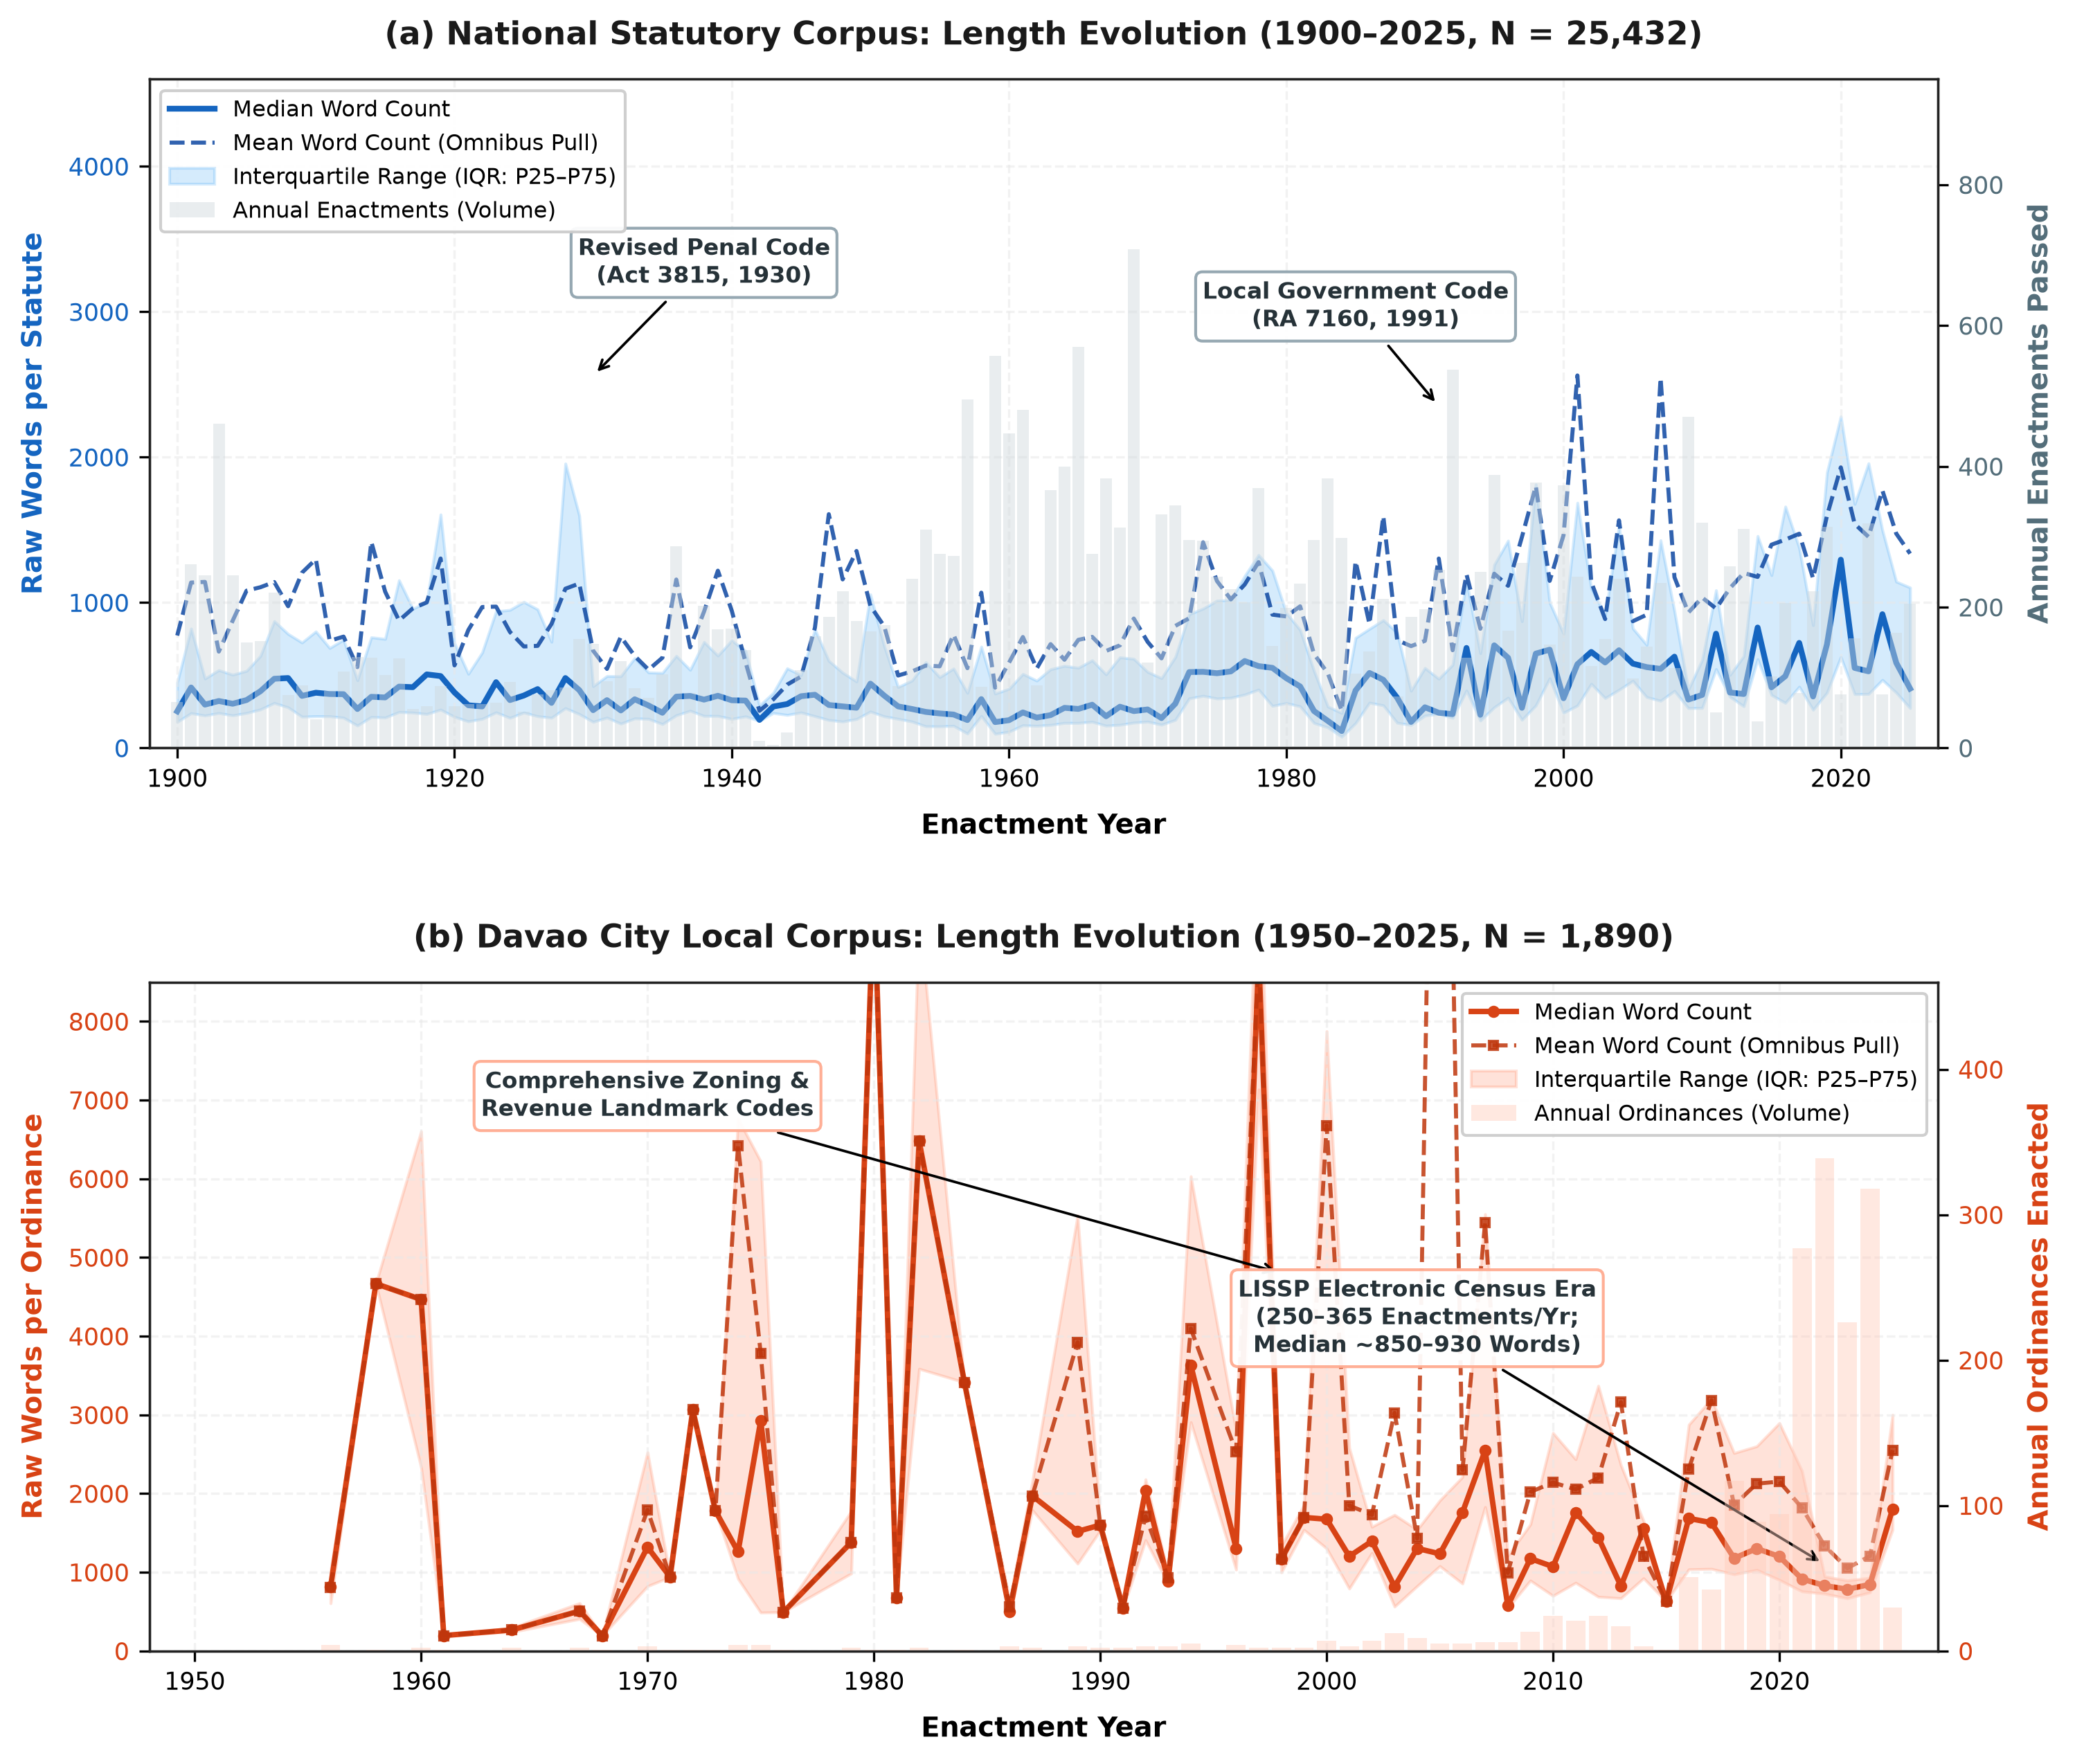 (a) National Statutory Corpus: Length Evolution (1900–2025, N = 25,432)
Median Word Count
Mean Word Count (Omnibus Pull)
Interquartile Range (IQR: P25–P75)
Annual Enactments (Volume)
Revised Penal Code
(Act 3815, 1930)
Local Government Code
(RA 7160, 1991)
Raw Words per Statute
4000
3000
2000
1000
0
Annual Enactments Passed
800
600
400
200
0
1900 1920 1940 1960 1980 2000 2020
Enactment Year
(b) Davao City Local Corpus: Length Evolution (1950–2025, N = 1,890)
Median Word Count
Mean Word Count (Omnibus Pull)
Interquartile Range (IQR: P25–P75)
Annual Ordinances (Volume)
Comprehensive Zoning &
Revenue Landmark Codes
LISSP Electronic Census Era
(250–365 Enactments/Yr;
Median ~850–930 Words)
Raw Words per Ordinance
8000
7000
6000
5000
4000
3000
2000
1000
0
Annual Ordinances Enacted
400
300
200
100
0
1950 1960 1970 1980 1990 2000 2010 2020
Enactment Year